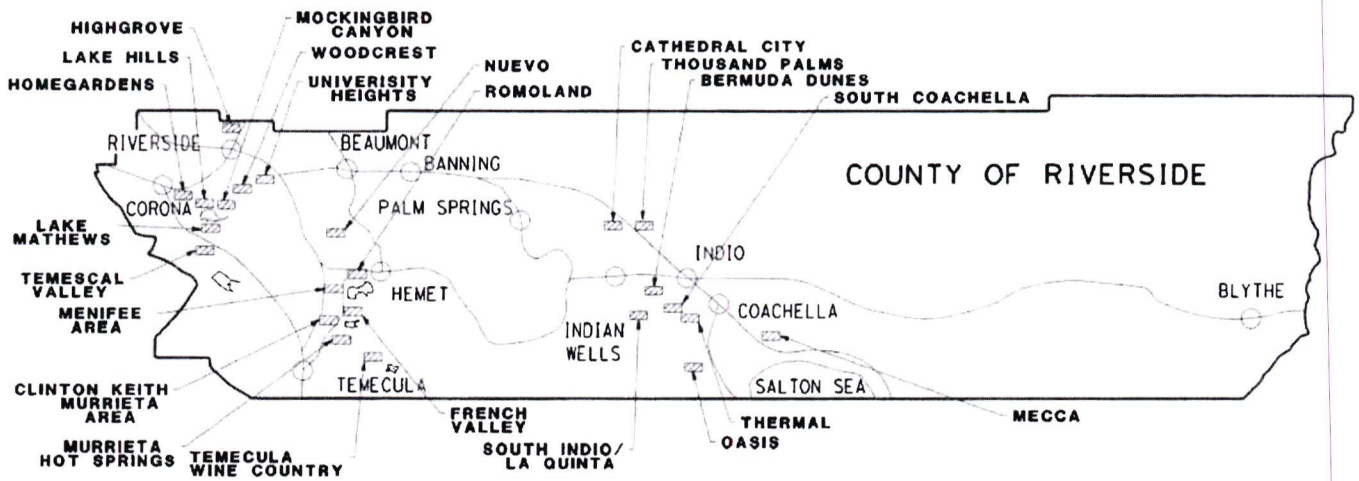 HIGHGROVE
MOCKINGBIRD
CANYON
LAKE HILLS
WOODCREST
HOMEGARDENS
UNIVERISITY
HEIGHTS
NUEVO
ROMOLAND
CATHEDRAL CITY
THOUSAND PALMS
BERMUDA DUNES
SOUTH COACHELLA
RIVERSIDE
BEAUMONT
BANNING
COUNTY OF RIVERSIDE
CORONA
PALM SPRINGS
LAKE
MATHEWS
INDIO
TEMESCAL
VALLEY
HEMET
BLYTHE
MENIFEE
AREA
COACHELLA
INDIAN
WELLS
TEMECULA
SALTON SEA
CLINTON KEITH
MURRIETA
AREA
FRENCH
VALLEY
MECCA
THERMAL
OASIS
MURRIETA
HOT SPRINGS
TEMECULA
WINE COUNTRY
SOUTH INDIO/
LA QUINTA